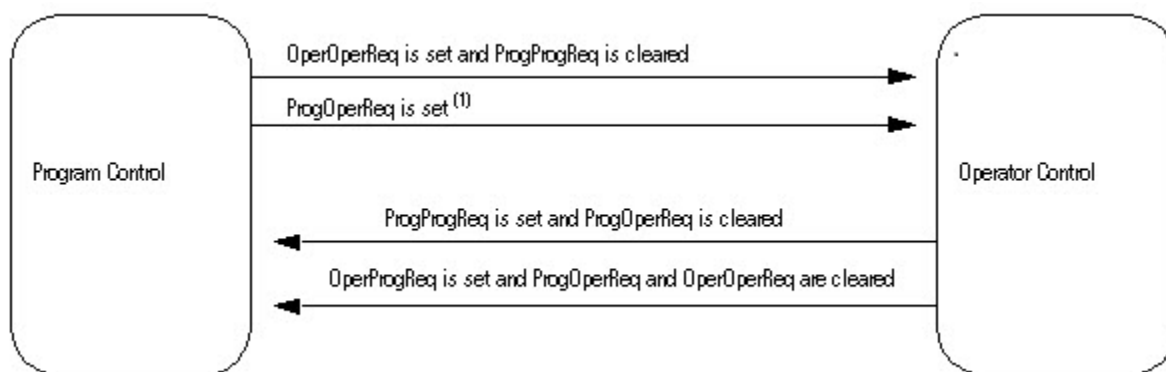 OperOperReq is set and ProgProgReq is cleared
ProgOperReq is set (1)
Program Control
Operator Control
ProgProgReq is set and ProgOperReq is cleared
OperProgReq is set and ProgOperReq and OperOperReq are cleared